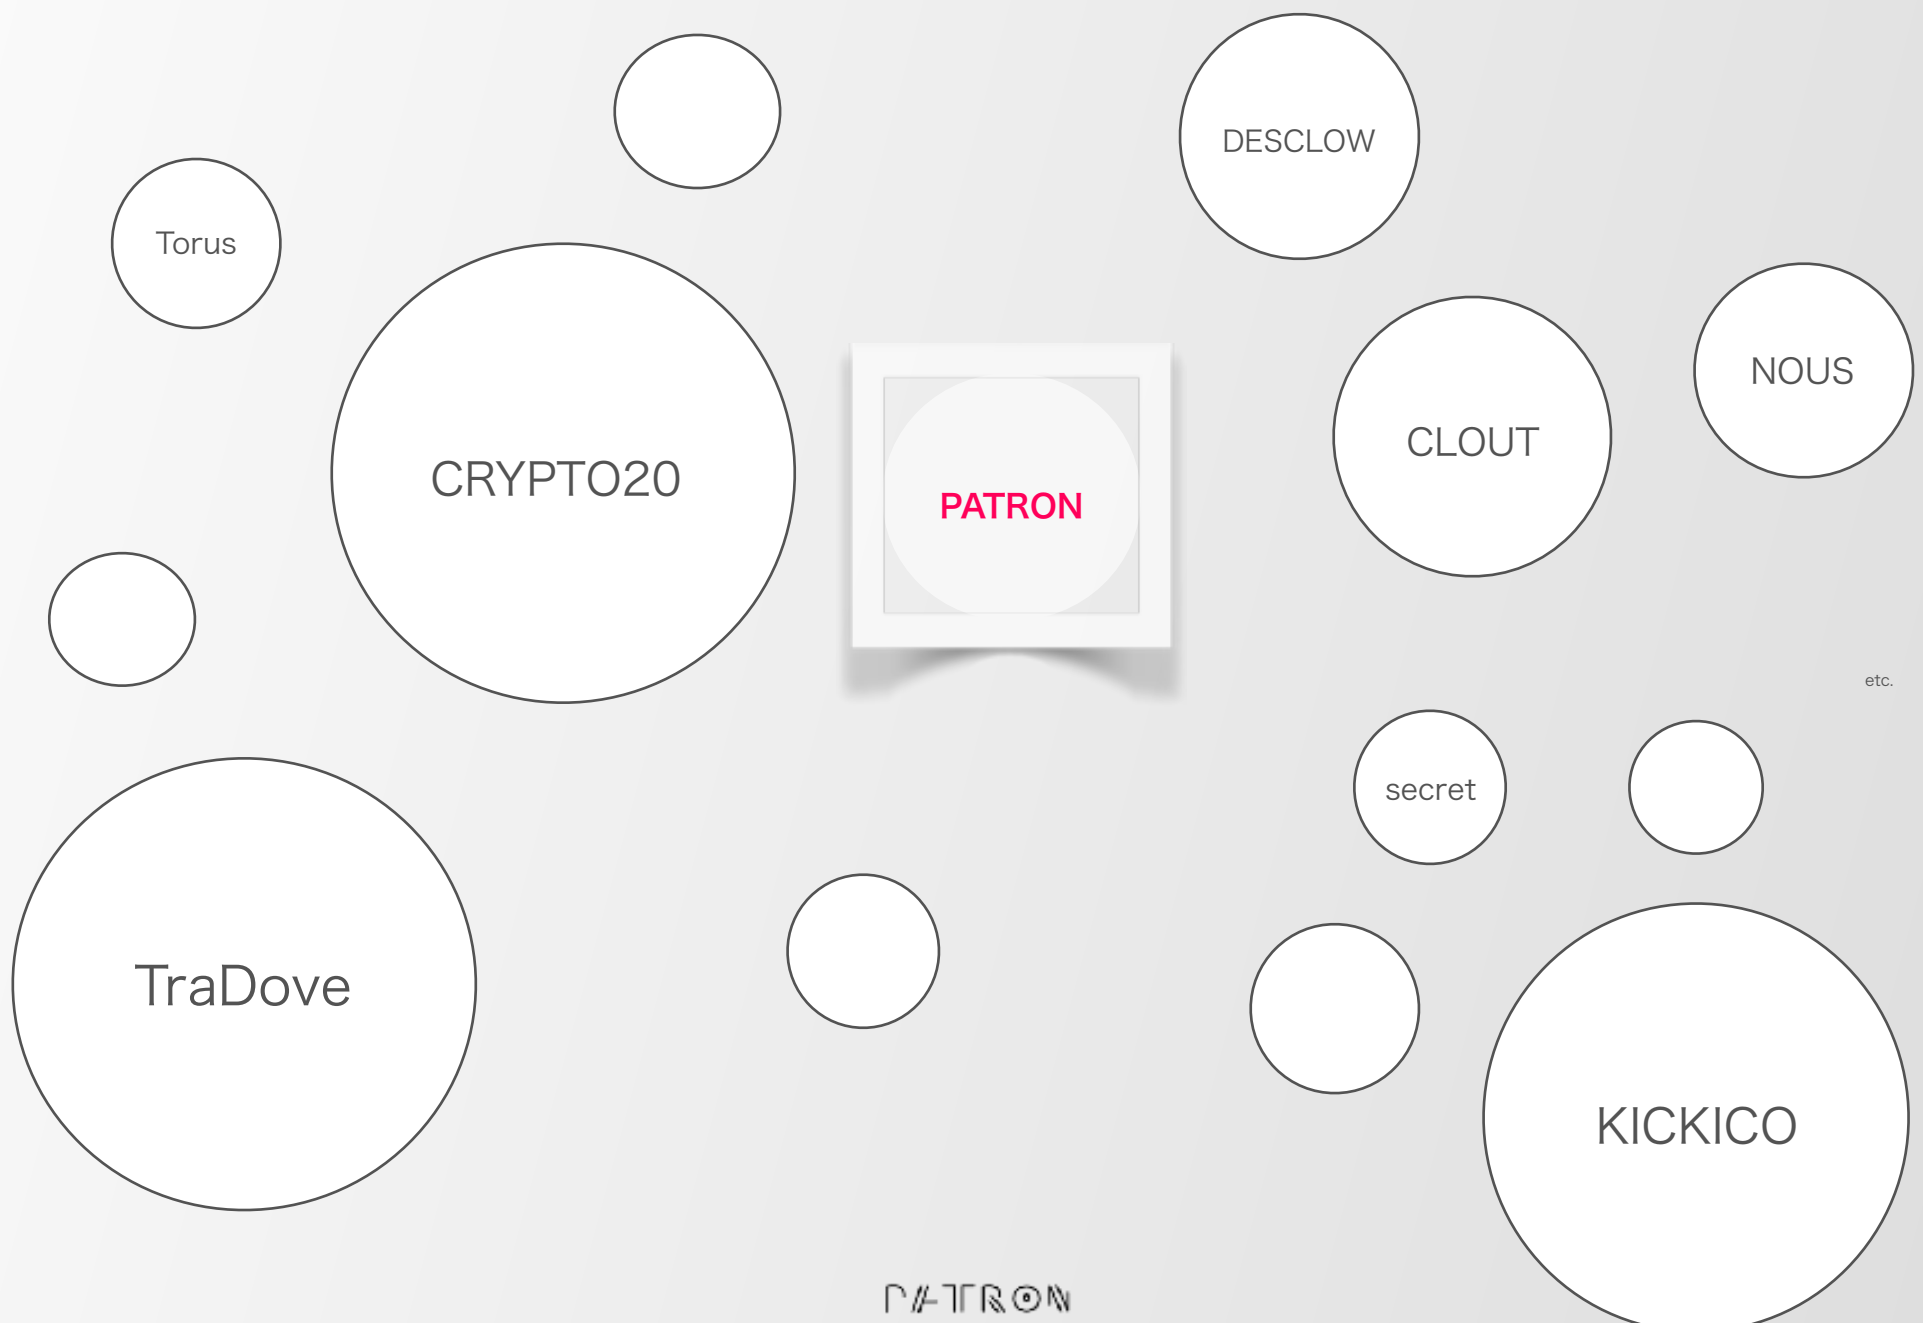 DESCLOW
Torus
NOUS
CLOUT
CRYPTO20
PATRON
etc.
secret
TraDove
KICKICO
PATRON